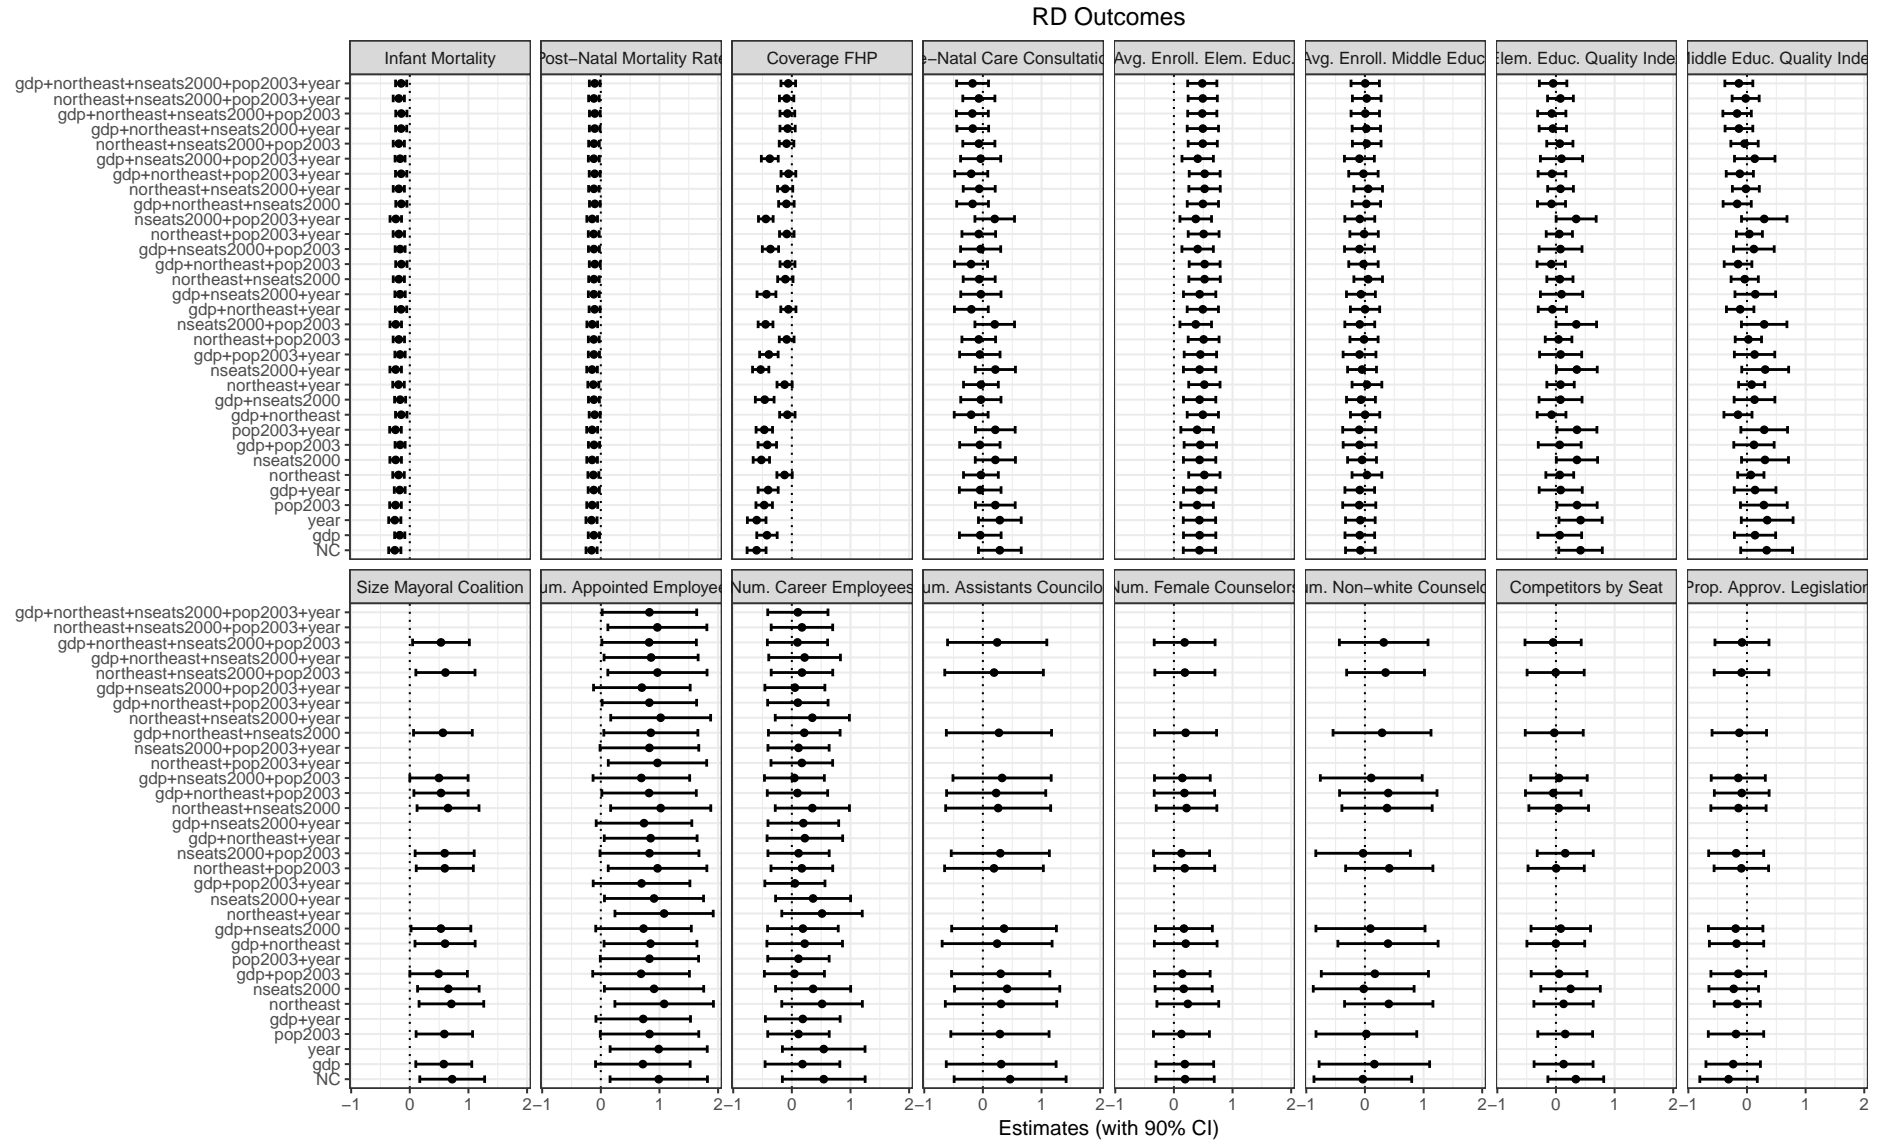 RD Outcomes
Infant Mortality
Post−Natal Mortality Rate
Coverage FHP
e−Natal Care Consultatio
Avg. Enroll. Elem. Educ.
Avg. Enroll. Middle Educ
Elem. Educ. Quality Inde
iddle Educ. Quality Inde
gdp+northeast+nseats2000+pop2003+year
northeast+nseats2000+pop2003+year
gdp+northeast+nseats2000+pop2003
gdp+northeast+nseats2000+year
northeast+nseats2000+pop2003
gdp+nseats2000+pop2003+year
gdp+northeast+pop2003+year
northeast+nseats2000+year
gdp+northeast+nseats2000
nseats2000+pop2003+year
northeast+pop2003+year
gdp+nseats2000+pop2003
gdp+northeast+pop2003
northeast+nseats2000
gdp+nseats2000+year
gdp+northeast+year
nseats2000+pop2003
northeast+pop2003
gdp+pop2003+year
nseats2000+year
northeast+year
gdp+nseats2000
gdp+northeast
pop2003+year
gdp+pop2003
nseats2000
northeast
gdp+year
pop2003
year
gdp
NC
Size Mayoral Coalition
um. Appointed Employee
Num. Career Employees
um. Assistants Councilo
Num. Female Counselors
um. Non−white Counselo
Competitors by Seat
Prop. Approv. Legislation
gdp+northeast+nseats2000+pop2003+year
northeast+nseats2000+pop2003+year
gdp+northeast+nseats2000+pop2003
gdp+northeast+nseats2000+year
northeast+nseats2000+pop2003
gdp+nseats2000+pop2003+year
gdp+northeast+pop2003+year
northeast+nseats2000+year
gdp+northeast+nseats2000
nseats2000+pop2003+year
northeast+pop2003+year
gdp+nseats2000+pop2003
gdp+northeast+pop2003
northeast+nseats2000
gdp+nseats2000+year
gdp+northeast+year
nseats2000+pop2003
northeast+pop2003
gdp+pop2003+year
nseats2000+year
northeast+year
gdp+nseats2000
gdp+northeast
pop2003+year
gdp+pop2003
nseats2000
northeast
gdp+year
pop2003
year
gdp
NC
−1 0 1 2 −1 0 1 2 −1 0 1 2 −1 0 1 2 −1 0 1 2 −1 0 1 2 −1 0 1 2 −1 0 1 2
Estimates (with 90% CI)